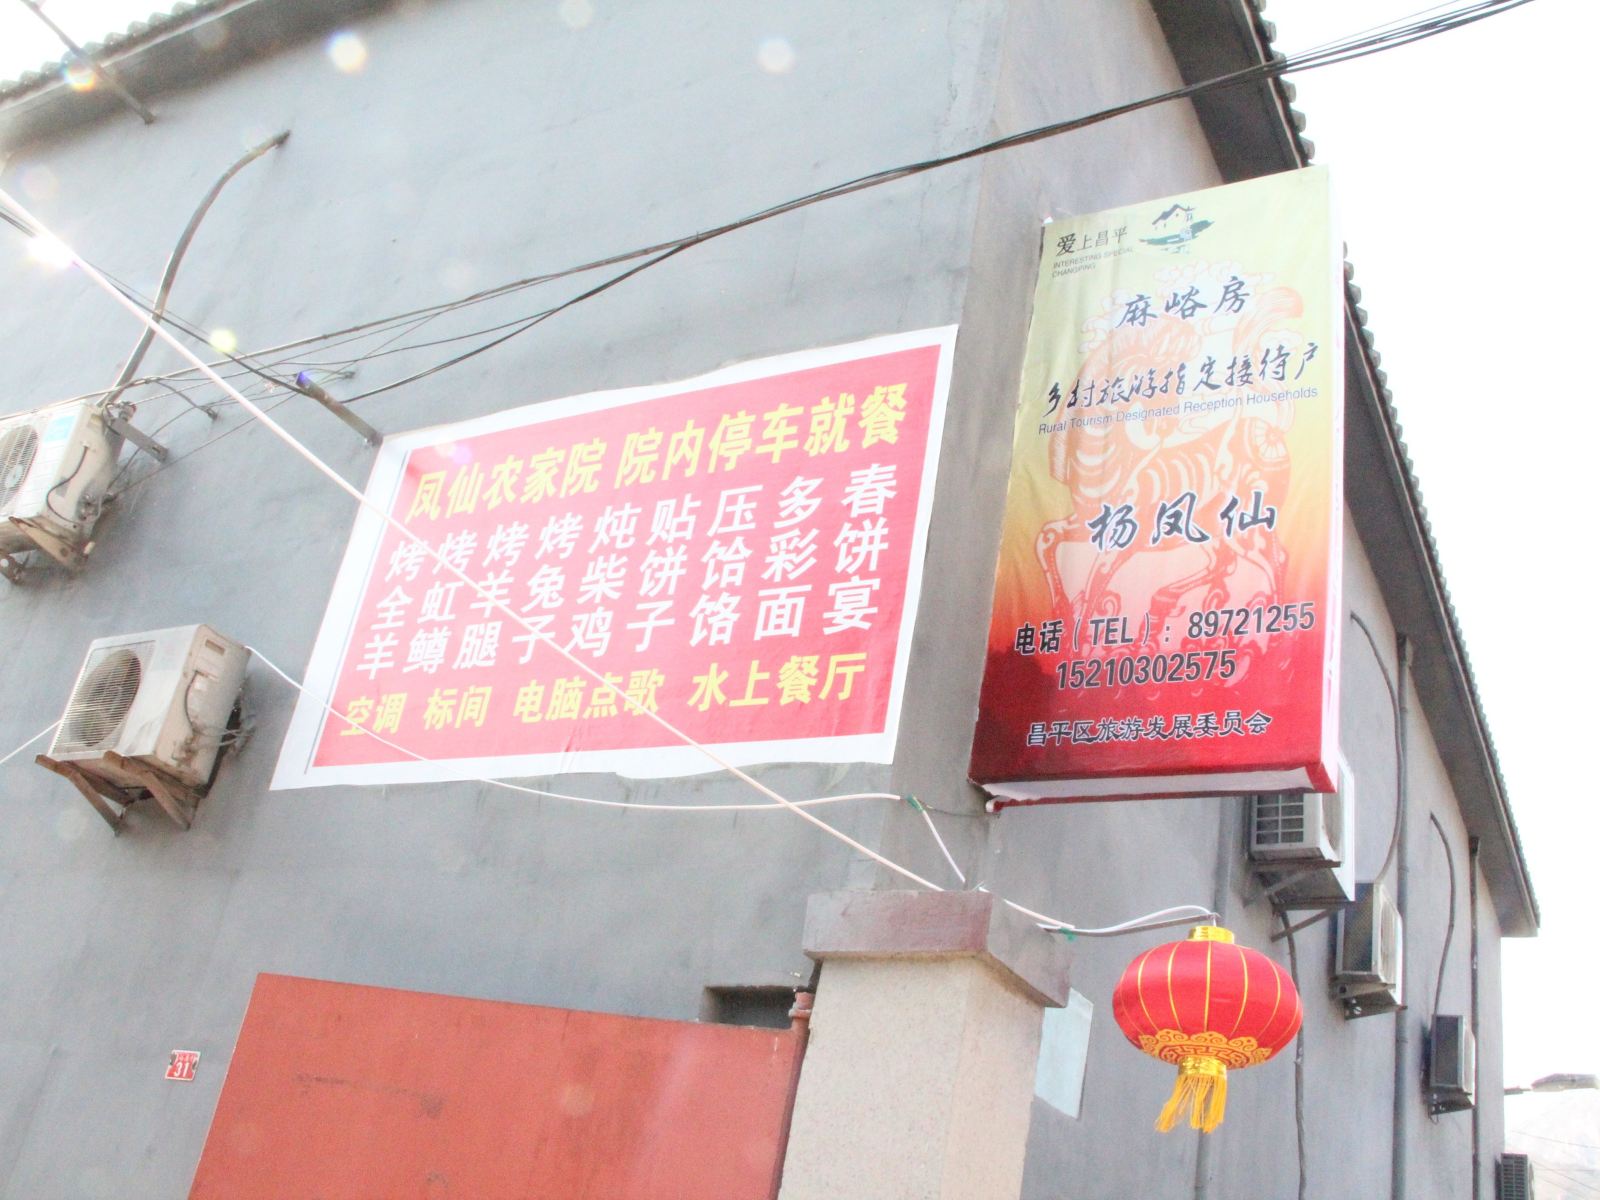 凤仙农家院 院内停车就餐
烤全羊
烤虹鳟
烤羊腿
烤兔子
炖柴鸡
贴饼子
压饸饹
多彩面
春饼宴
空调 标间 电脑点歌 水上餐厅
爱上昌平
INTERESTING SPECIAL
CHANGPING
麻峪房
乡村旅游指定接待户
Rural Tourism Designated Reception Households
杨凤仙
电话（TEL）：89721255
15210302575
昌平区旅游发展委员会
31